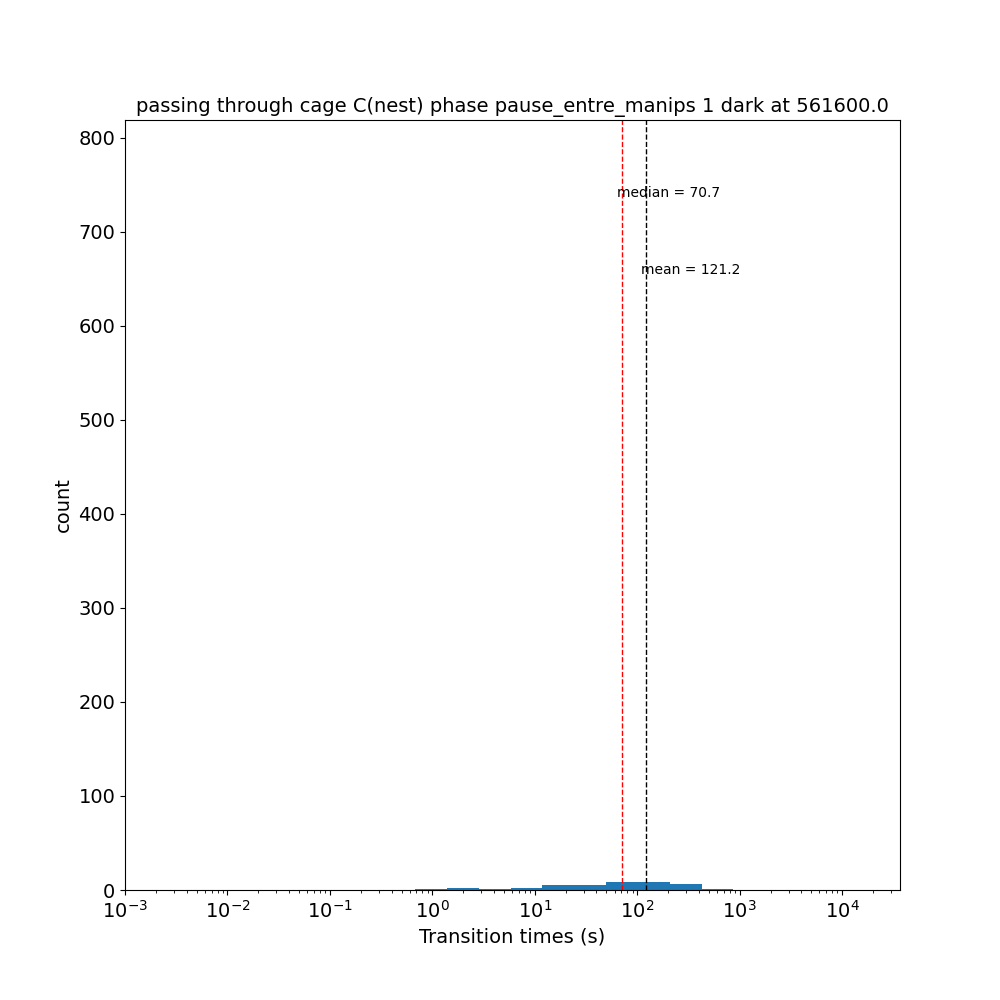 passing through cage C(nest) phase pause_entre_manips 1 dark at 561600.0
800
median = 70.7
700
mean = 121.2
600
500
count
400
300
200
100
0
10⁻³ 10⁻² 10⁻¹ 10⁰ 10¹ 10² 10³ 10⁴
Transition times (s)